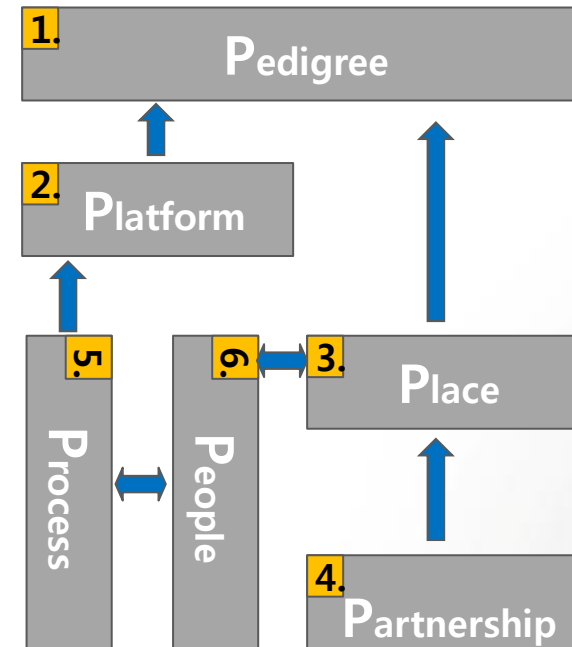 1.
Pedigree
2.
Platform
5.
Process
6.
People
3.
Place
4.
Partnership